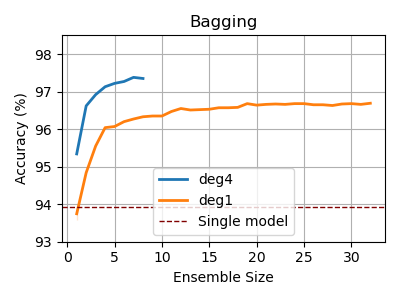 Bagging
98
97
96
95
94
93
Accuracy (%)
deg4
deg1
Single model
0 5 10 15 20 25 30
Ensemble Size